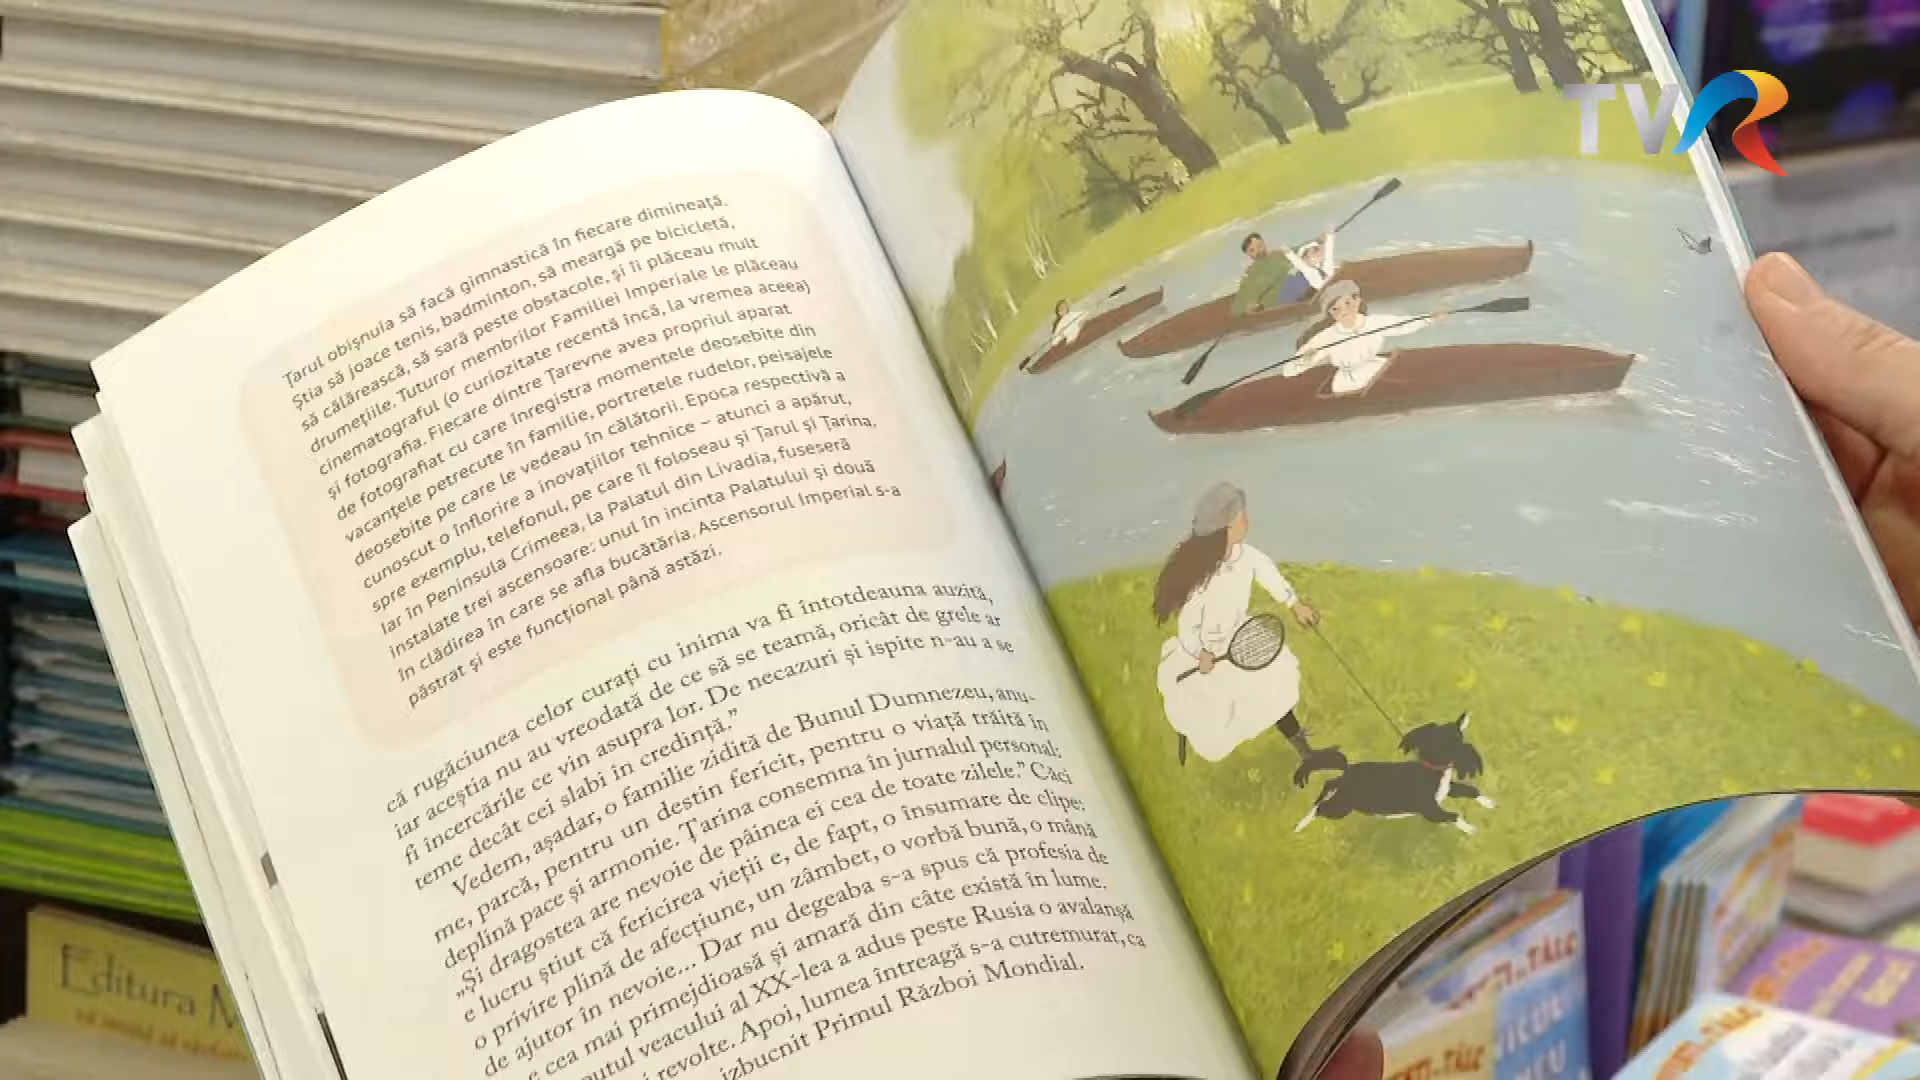 Țarul obișnuia să facă gimnastică în fiecare dimineață.
Știa să joace tenis, badminton, să meargă pe bicicletă,
să călărească, să sară peste obstacole, și îi plăceau mult
drumețiile. Tuturor membrilor Familiei Imperiale le plăceau
cinematograful (o curiozitate recentă încă, la vremea aceea)
și fotografia. Fiecare dintre Țarevne avea propriul aparat
de fotografiat cu care înregistra momentele deosebite din
vacanțele petrecute în familie, portretele rudelor, peisajele
deosebite pe care le vedeau în călătorii. Epoca respectivă a
cunoscut o înflorire a inovațiilor tehnice – atunci a apărut,
spre exemplu, telefonul, pe care îl foloseau și Țarul și Țarina,
iar în Peninsula Crimeea, la Palatul din Livadia, fuseseră
instalate trei ascensoare: unul în incinta Palatului și două
în clădirea în care se afla bucătăria. Ascensorul Imperial s-a
păstrat și este funcțional până astăzi.
că rugăciunea celor curați cu inima va fi întotdeauna auzită,
iar aceștia nu au vreodată de ce să se teamă, oricât de grele ar
fi încercările ce vin asupra lor. De necazuri și ispite n-au a se
teme decât cei slabi în credință.”
Vedem, așadar, o familie zidită de Bunul Dumnezeu, anu-
me, parcă, pentru un destin fericit, pentru o viață trăită în
deplină pace și armonie. Țarina consemna în jurnalul personal:
„Și dragostea are nevoie de pâinea ei cea de toate zilele.” Căci
e lucru știut că fericirea vieții e, de fapt, o însumare de clipe:
o privire plină de afecțiune, un zâmbet, o vorbă bună, o mână
de ajutor în nevoie... Dar nu degeaba s-a spus că profesia de
e cea mai primejdioasă și amară din câte există în lume.
veacului al XX-lea a adus peste Rusia o avalanșă
revolte. Apoi, lumea întreagă s-a cutremurat, ca
izbucnit Primul Război Mondial.
TVR
Editura